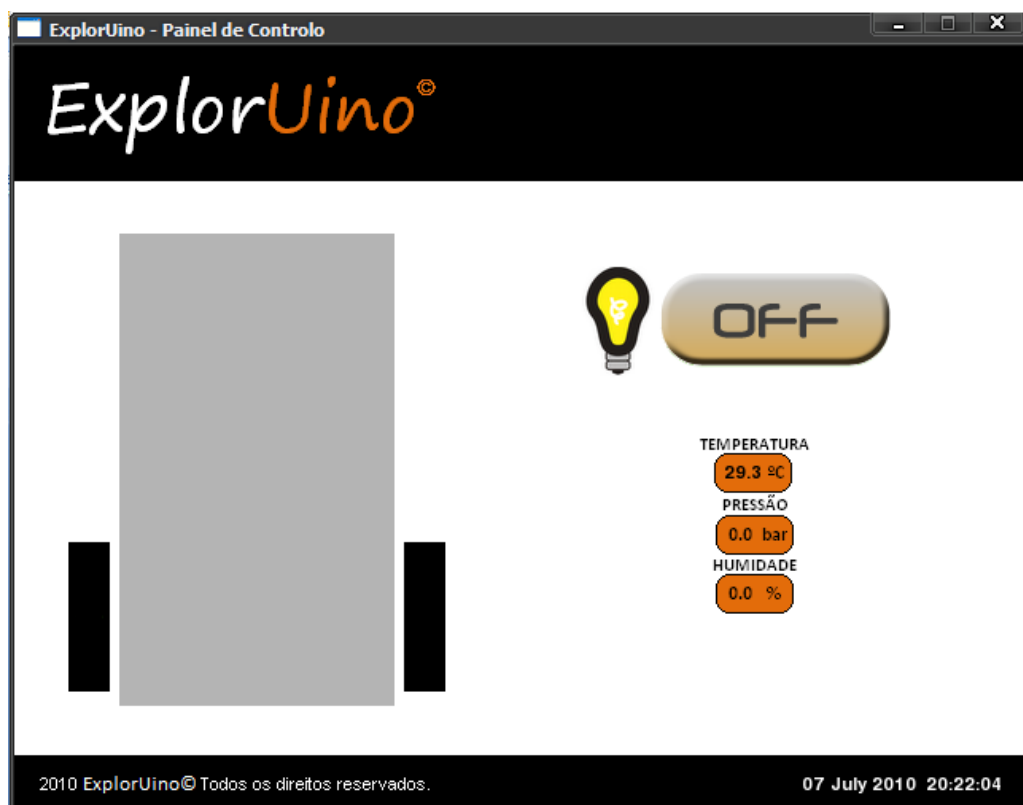 ExplorUino - Painel de Controlo
ExplorUino©
OFF
TEMPERATURA
29.3 ºC
PRESSÃO
0.0 bar
HUMIDADE
0.0 %
2010 ExplorUino© Todos os direitos reservados.
07 July 2010 20:22:04